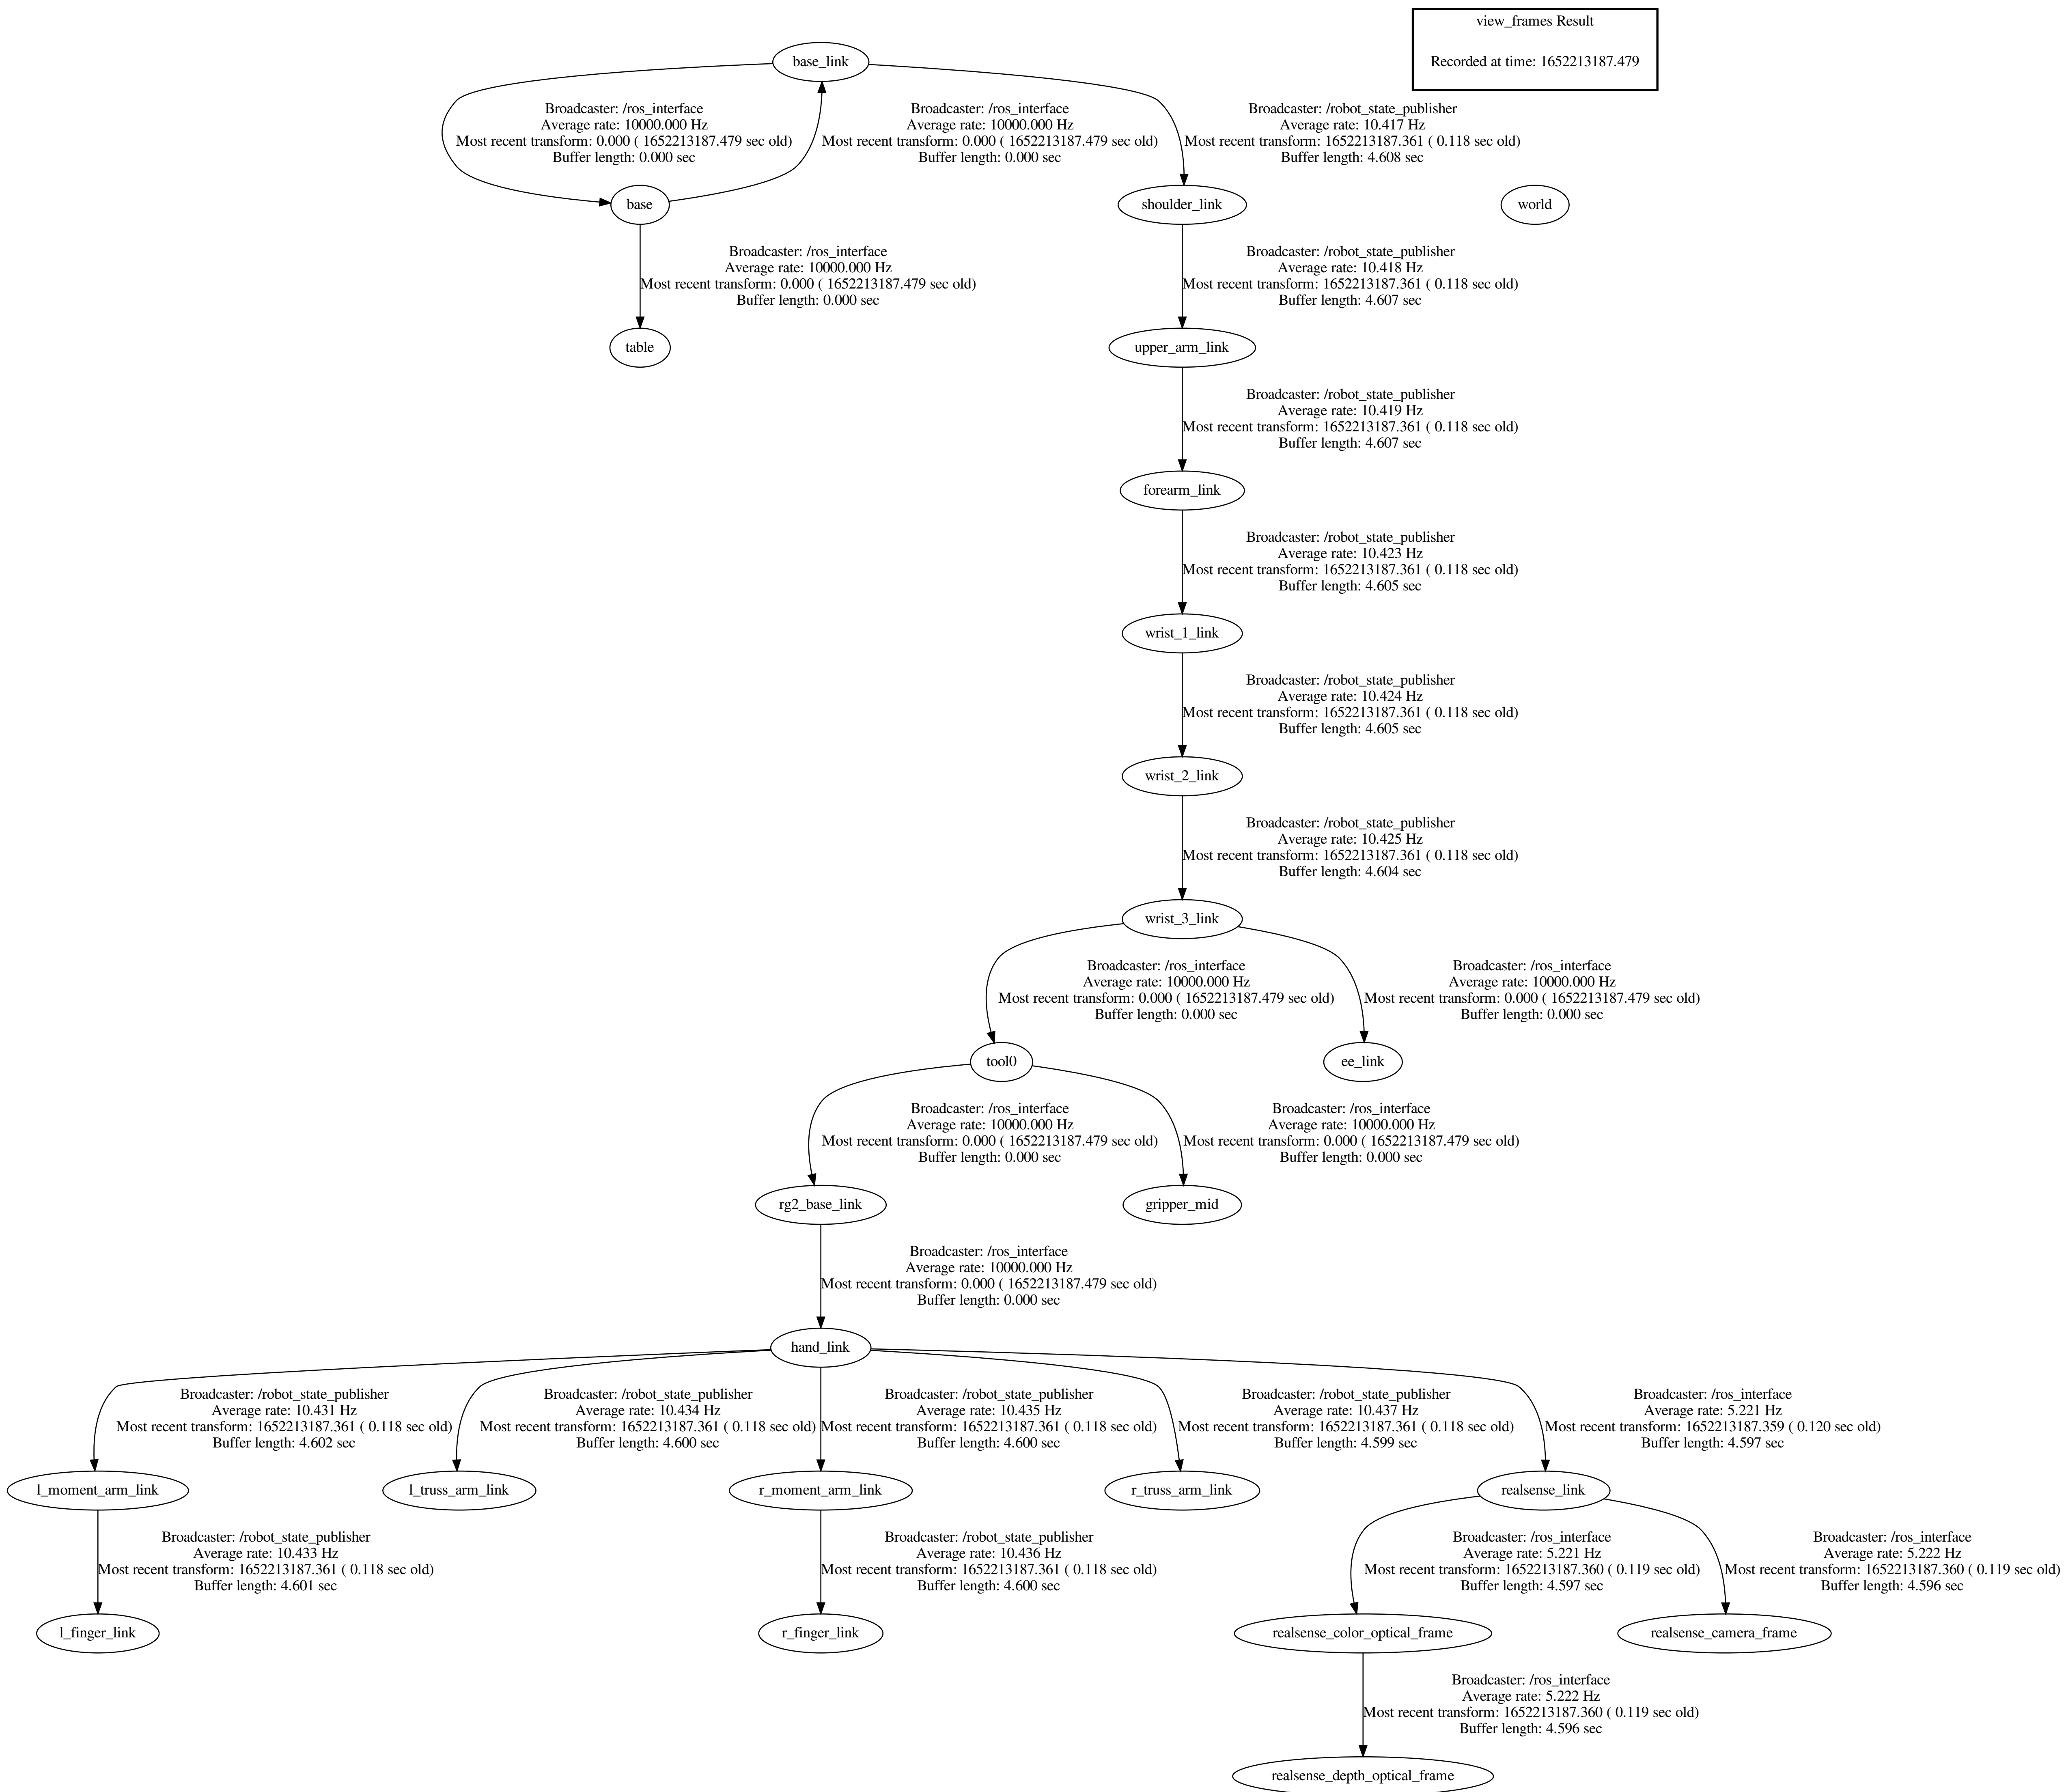 view_frames Result
Recorded at time: 1652213187.479
base_link
Broadcaster: /ros_interface
Average rate: 10000.000 Hz
Most recent transform: 0.000 ( 1652213187.479 sec old)
Buffer length: 0.000 sec
Broadcaster: /ros_interface
Average rate: 10000.000 Hz
Most recent transform: 0.000 ( 1652213187.479 sec old)
Buffer length: 0.000 sec
Broadcaster: /robot_state_publisher
Average rate: 10.417 Hz
Most recent transform: 1652213187.361 ( 0.118 sec old)
Buffer length: 4.608 sec
base
shoulder_link
world
Broadcaster: /ros_interface
Average rate: 10000.000 Hz
Most recent transform: 0.000 ( 1652213187.479 sec old)
Buffer length: 0.000 sec
Broadcaster: /robot_state_publisher
Average rate: 10.418 Hz
Most recent transform: 1652213187.361 ( 0.118 sec old)
Buffer length: 4.607 sec
table
upper_arm_link
Broadcaster: /robot_state_publisher
Average rate: 10.419 Hz
Most recent transform: 1652213187.361 ( 0.118 sec old)
Buffer length: 4.607 sec
forearm_link
Broadcaster: /robot_state_publisher
Average rate: 10.423 Hz
Most recent transform: 1652213187.361 ( 0.118 sec old)
Buffer length: 4.605 sec
wrist_1_link
Broadcaster: /robot_state_publisher
Average rate: 10.424 Hz
Most recent transform: 1652213187.361 ( 0.118 sec old)
Buffer length: 4.605 sec
wrist_2_link
Broadcaster: /robot_state_publisher
Average rate: 10.425 Hz
Most recent transform: 1652213187.361 ( 0.118 sec old)
Buffer length: 4.604 sec
wrist_3_link
Broadcaster: /ros_interface
Average rate: 10000.000 Hz
Most recent transform: 0.000 ( 1652213187.479 sec old)
Buffer length: 0.000 sec
Broadcaster: /ros_interface
Average rate: 10000.000 Hz
Most recent transform: 0.000 ( 1652213187.479 sec old)
Buffer length: 0.000 sec
tool0
ee_link
Broadcaster: /ros_interface
Average rate: 10000.000 Hz
Most recent transform: 0.000 ( 1652213187.479 sec old)
Buffer length: 0.000 sec
Broadcaster: /ros_interface
Average rate: 10000.000 Hz
Most recent transform: 0.000 ( 1652213187.479 sec old)
Buffer length: 0.000 sec
rg2_base_link
gripper_mid
Broadcaster: /ros_interface
Average rate: 10000.000 Hz
Most recent transform: 0.000 ( 1652213187.479 sec old)
Buffer length: 0.000 sec
hand_link
Broadcaster: /robot_state_publisher
Average rate: 10.431 Hz
Most recent transform: 1652213187.361 ( 0.118 sec old)
Buffer length: 4.602 sec
Broadcaster: /robot_state_publisher
Average rate: 10.434 Hz
Most recent transform: 1652213187.361 ( 0.118 sec old)
Buffer length: 4.600 sec
Broadcaster: /robot_state_publisher
Average rate: 10.435 Hz
Most recent transform: 1652213187.361 ( 0.118 sec old)
Buffer length: 4.600 sec
Broadcaster: /robot_state_publisher
Average rate: 10.437 Hz
Most recent transform: 1652213187.361 ( 0.118 sec old)
Buffer length: 4.599 sec
Broadcaster: /ros_interface
Average rate: 5.221 Hz
Most recent transform: 1652213187.359 ( 0.120 sec old)
Buffer length: 4.597 sec
l_moment_arm_link
l_truss_arm_link
r_moment_arm_link
r_truss_arm_link
realsense_link
Broadcaster: /robot_state_publisher
Average rate: 10.433 Hz
Most recent transform: 1652213187.361 ( 0.118 sec old)
Buffer length: 4.601 sec
Broadcaster: /robot_state_publisher
Average rate: 10.436 Hz
Most recent transform: 1652213187.361 ( 0.118 sec old)
Buffer length: 4.600 sec
Broadcaster: /ros_interface
Average rate: 5.221 Hz
Most recent transform: 1652213187.360 ( 0.119 sec old)
Buffer length: 4.597 sec
Broadcaster: /ros_interface
Average rate: 5.222 Hz
Most recent transform: 1652213187.360 ( 0.119 sec old)
Buffer length: 4.596 sec
l_finger_link
r_finger_link
realsense_color_optical_frame
realsense_camera_frame
Broadcaster: /ros_interface
Average rate: 5.222 Hz
Most recent transform: 1652213187.360 ( 0.119 sec old)
Buffer length: 4.596 sec
realsense_depth_optical_frame